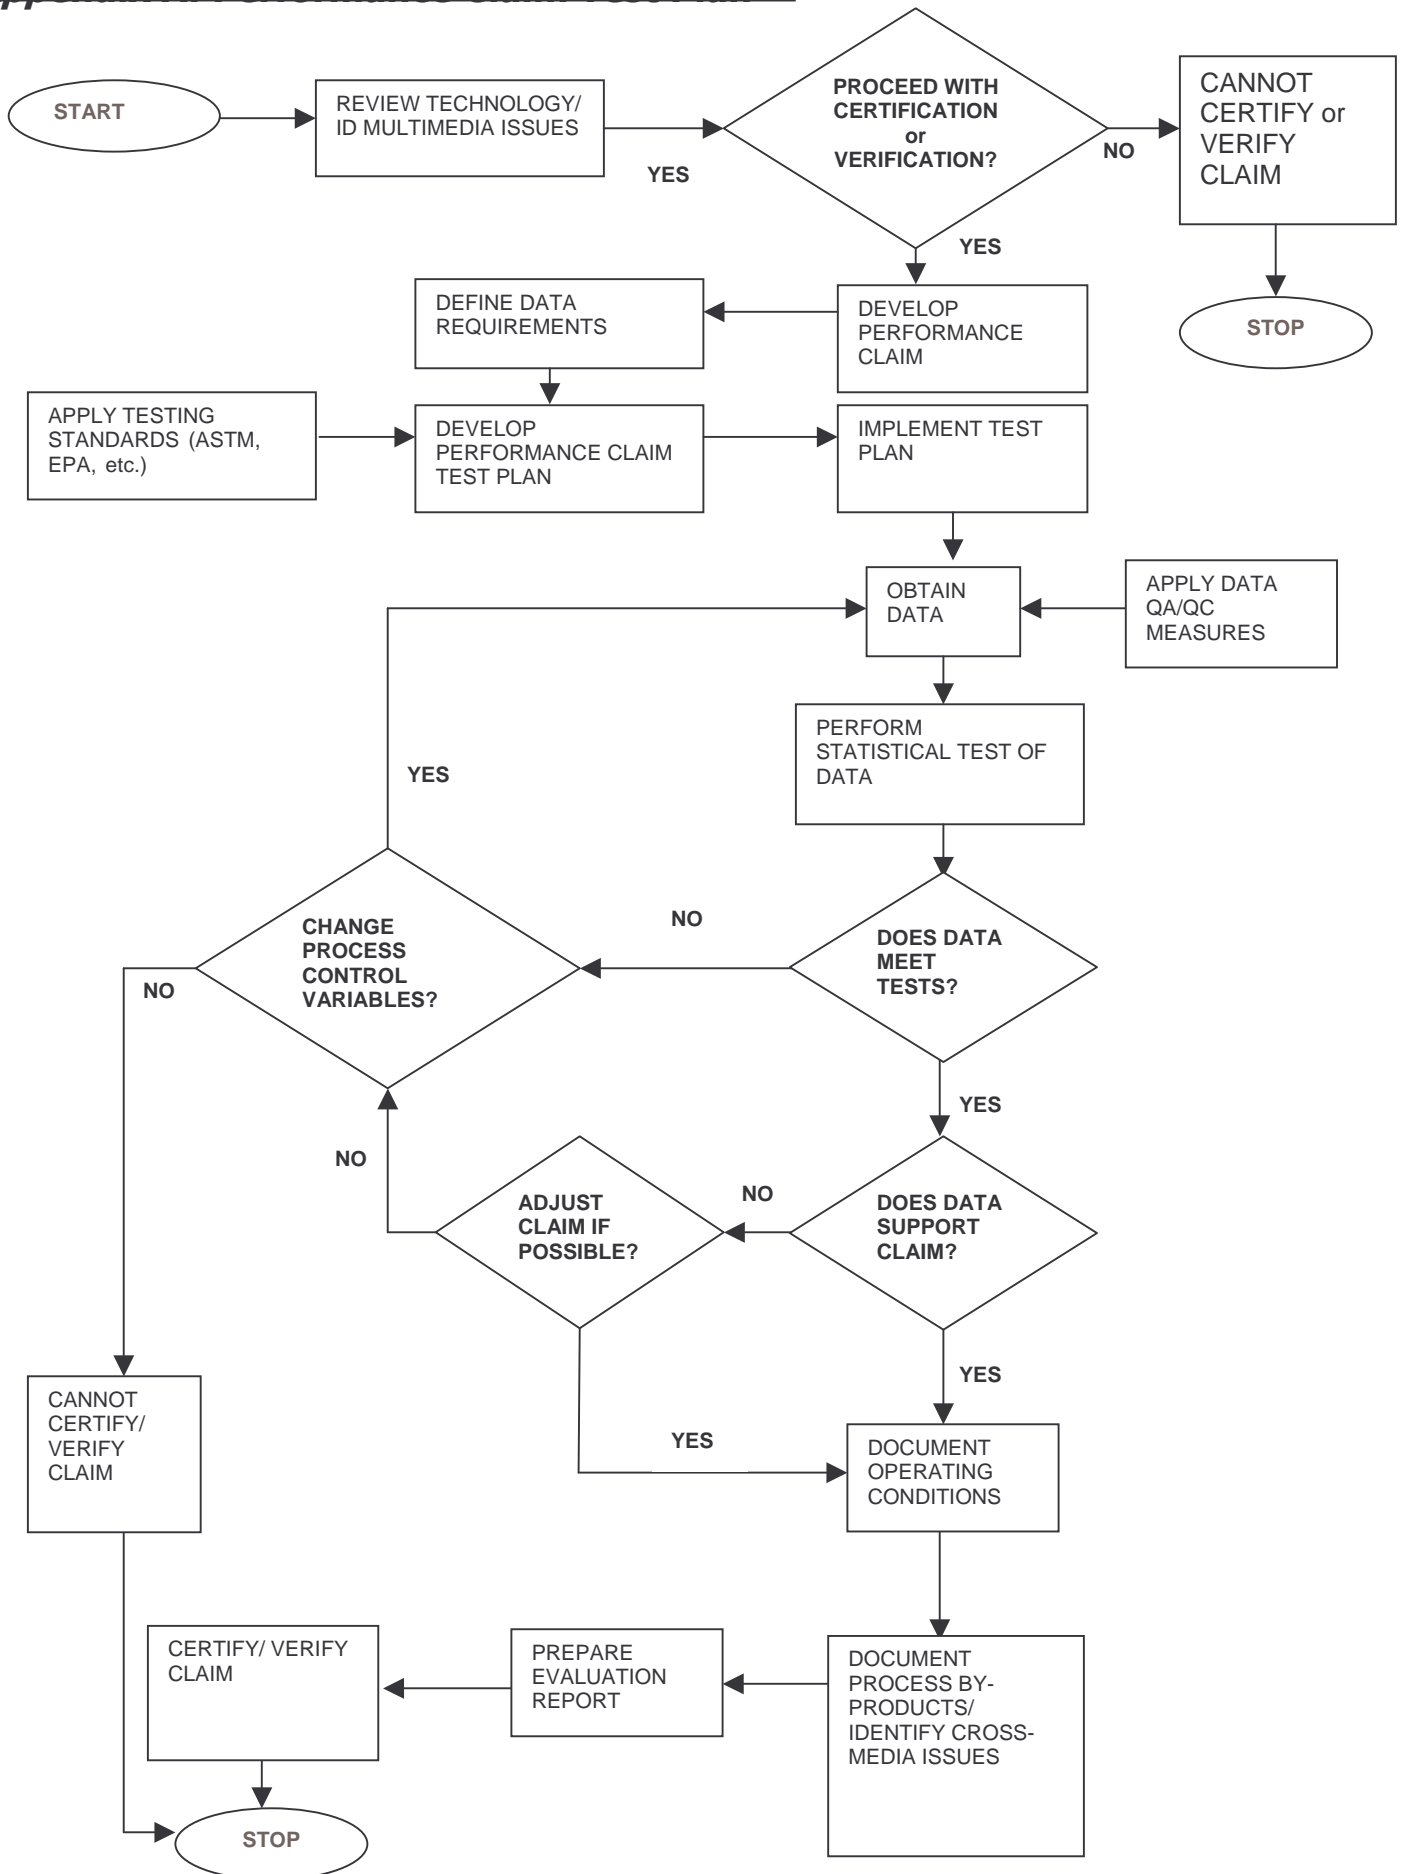 START
REVIEW TECHNOLOGY/
ID MULTIMEDIA ISSUES
YES
PROCEED WITH
CERTIFICATION
or
VERIFICATION?
NO
CANNOT
CERTIFY or
VERIFY
CLAIM
YES
STOP
DEFINE DATA
REQUIREMENTS
DEVELOP
PERFORMANCE
CLAIM
APPLY TESTING
STANDARDS (ASTM,
EPA, etc.)
DEVELOP
PERFORMANCE CLAIM
TEST PLAN
IMPLEMENT TEST
PLAN
OBTAIN
DATA
APPLY DATA
QA/QC
MEASURES
PERFORM
STATISTICAL TEST OF
DATA
YES
CHANGE
PROCESS
CONTROL
VARIABLES?
NO
DOES DATA
MEET
TESTS?
NO
YES
NO
ADJUST
CLAIM IF
POSSIBLE?
NO
DOES DATA
SUPPORT
CLAIM?
YES
CANNOT
CERTIFY/
VERIFY
CLAIM
YES
DOCUMENT
OPERATING
CONDITIONS
CERTIFY/ VERIFY
CLAIM
PREPARE
EVALUATION
REPORT
DOCUMENT
PROCESS BY-
PRODUCTS/
IDENTIFY CROSS-
MEDIA ISSUES
STOP